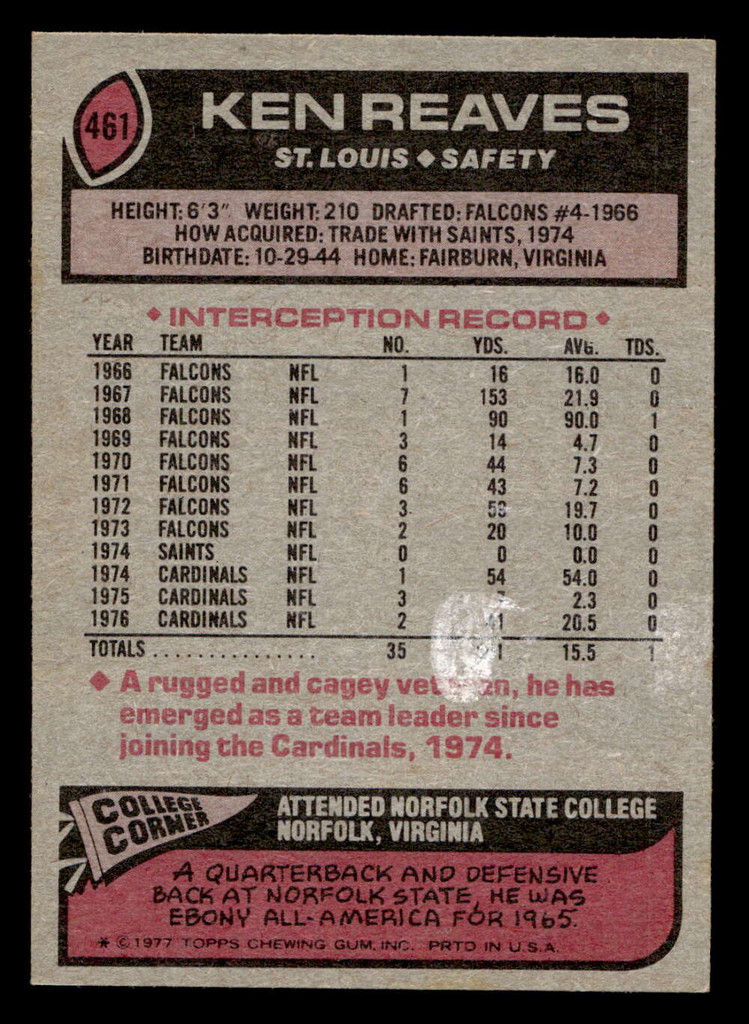 461
KEN REAVES
ST. LOUIS ◆ SAFETY
HEIGHT: 6'3" WEIGHT: 210 DRAFTED: FALCONS #4-1966
HOW ACQUIRED: TRADE WITH SAINTS, 1974
BIRTHDATE: 10-29-44 HOME: FAIRBURN, VIRGINIA
◆ INTERCEPTION RECORD ◆
YEAR TEAM NO. YDS. AVG. TDS.
1966 FALCONS NFL 1 16 16.0 0
1967 FALCONS NFL 7 153 21.9 0
1968 FALCONS NFL 1 90 90.0 1
1969 FALCONS NFL 3 14 4.7 0
1970 FALCONS NFL 6 44 7.3 0
1971 FALCONS NFL 6 43 7.2 0
1972 FALCONS NFL 3 59 19.7 0
1973 FALCONS NFL 2 20 10.0 0
1974 SAINTS NFL 0 0 0.0 0
1974 CARDINALS NFL 1 54 54.0 0
1975 CARDINALS NFL 3 7 2.3 0
1976 CARDINALS NFL 2 41 20.5 0
TOTALS ................ 35 15.5 1
◆ A rugged and cagey veteran, he has
emerged as a team leader since
joining the Cardinals, 1974.
COLLEGE
CORNER
ATTENDED NORFOLK STATE COLLEGE
NORFOLK, VIRGINIA
A QUARTERBACK AND DEFENSIVE
BACK AT NORFOLK STATE, HE WAS
EBONY ALL-AMERICA FOR 1965.
* © 1977 TOPPS CHEWING GUM, INC. PRTD IN U.S.A.